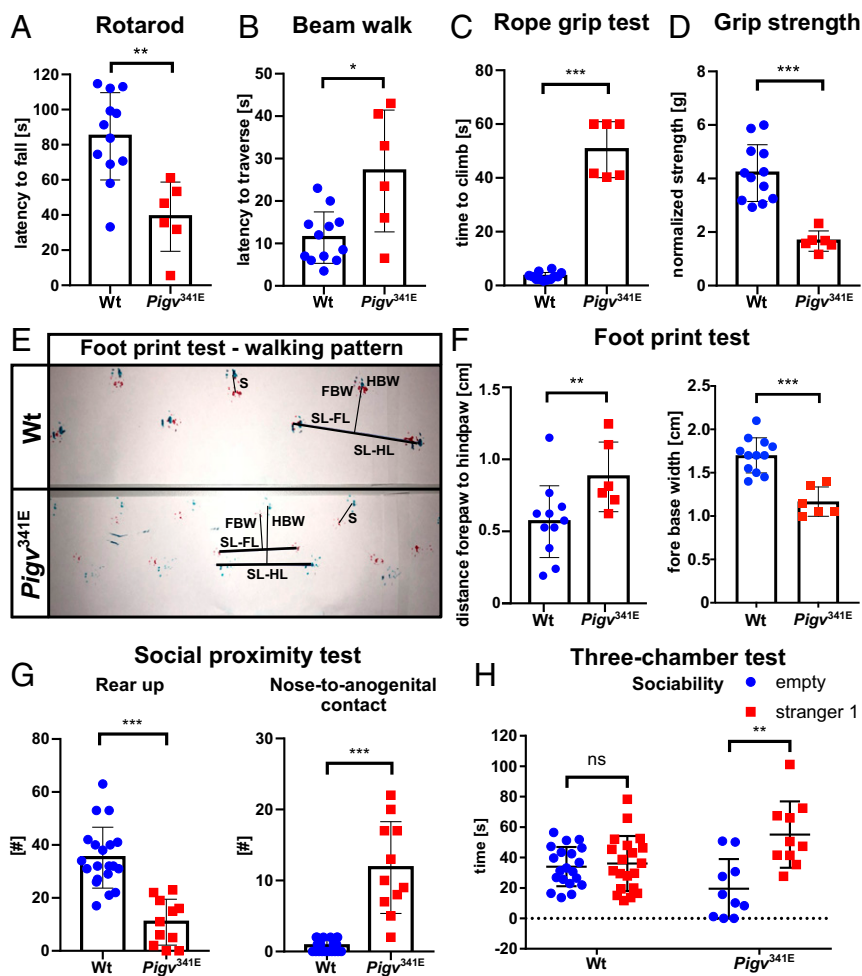 A Rotarod
**
latency to fall [s]
120
100
80
60
40
20
0
Wt Pigv³⁴¹ᴱ
B Beam walk
*
latency to traverse [s]
50
40
30
20
10
0
Wt Pigv³⁴¹ᴱ
C Rope grip test
***
time to climb [s]
80
60
40
20
0
Wt Pigv³⁴¹ᴱ
D Grip strength
***
normalized strength [g]
8
6
4
2
0
Wt Pigv³⁴¹ᴱ
E Foot print test - walking pattern
Wt
S
FBW HBW
SL-FL
SL-HL
Pigv³⁴¹ᴱ
FBW HBW S
SL-FL
SL-HL
F Foot print test
**
distance forepaw to hindpaw [cm]
1.5
1.0
0.5
0.0
Wt Pigv³⁴¹ᴱ
***
fore base width [cm]
2.5
2.0
1.5
1.0
0.5
0.0
Wt Pigv³⁴¹ᴱ
G Social proximity test
Rear up
***
[#]
80
60
40
20
0
Wt Pigv³⁴¹ᴱ
Nose-to-anogenital
contact
***
[#]
30
20
10
0
Wt Pigv³⁴¹ᴱ
H Three-chamber test
Sociability
empty
stranger 1
ns
**
time [s]
120
100
80
60
40
20
0
-20
Wt Pigv³⁴¹ᴱ